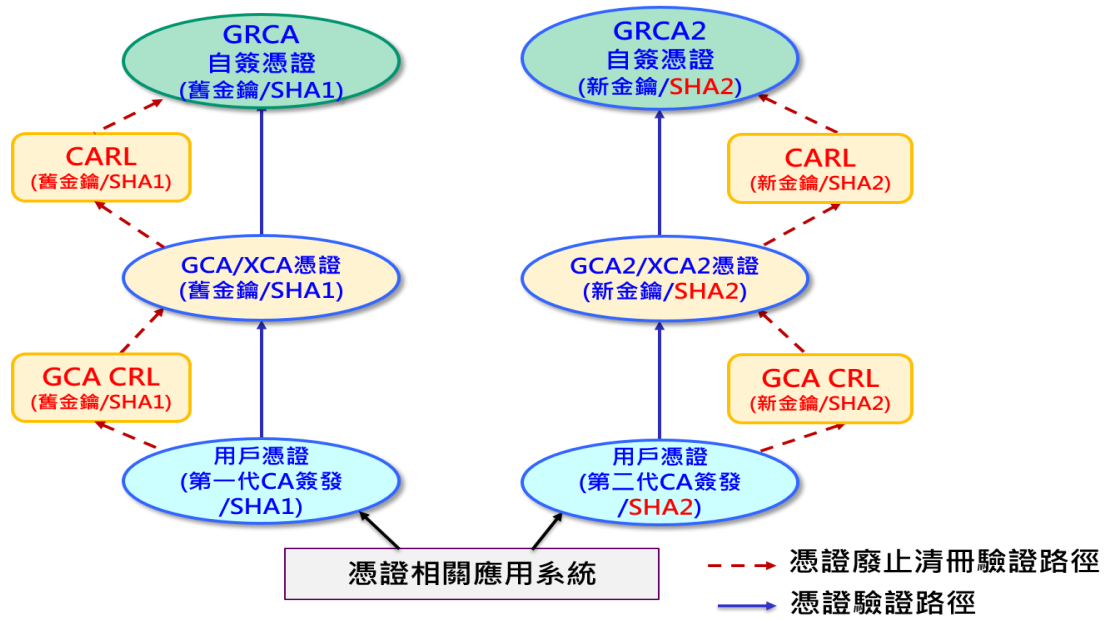 GRCA
自簽憑證
(舊金鑰/SHA1)
GRCA2
自簽憑證
(新金鑰/SHA2)
CARL
(舊金鑰/SHA1)
CARL
(新金鑰/SHA2)
GCA/XCA憑證
(舊金鑰/SHA1)
GCA2/XCA2憑證
(新金鑰/SHA2)
GCA CRL
(舊金鑰/SHA1)
GCA CRL
(新金鑰/SHA2)
用戶憑證
(第一代CA簽發
/SHA1)
用戶憑證
(第二代CA簽發
/SHA2)
憑證相關應用系統
憑證廢止清冊驗證路徑
憑證驗證路徑